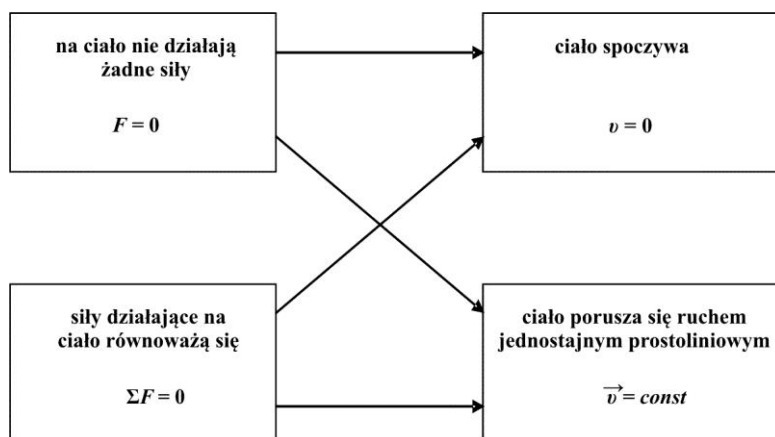 na ciało nie działają
żadne siły
F = 0
ciało spoczywa
υ = 0
siły działające na
ciało równoważą się
ΣF = 0
ciało porusza się ruchem
jednostajnym prostoliniowym
υ⃗ = const